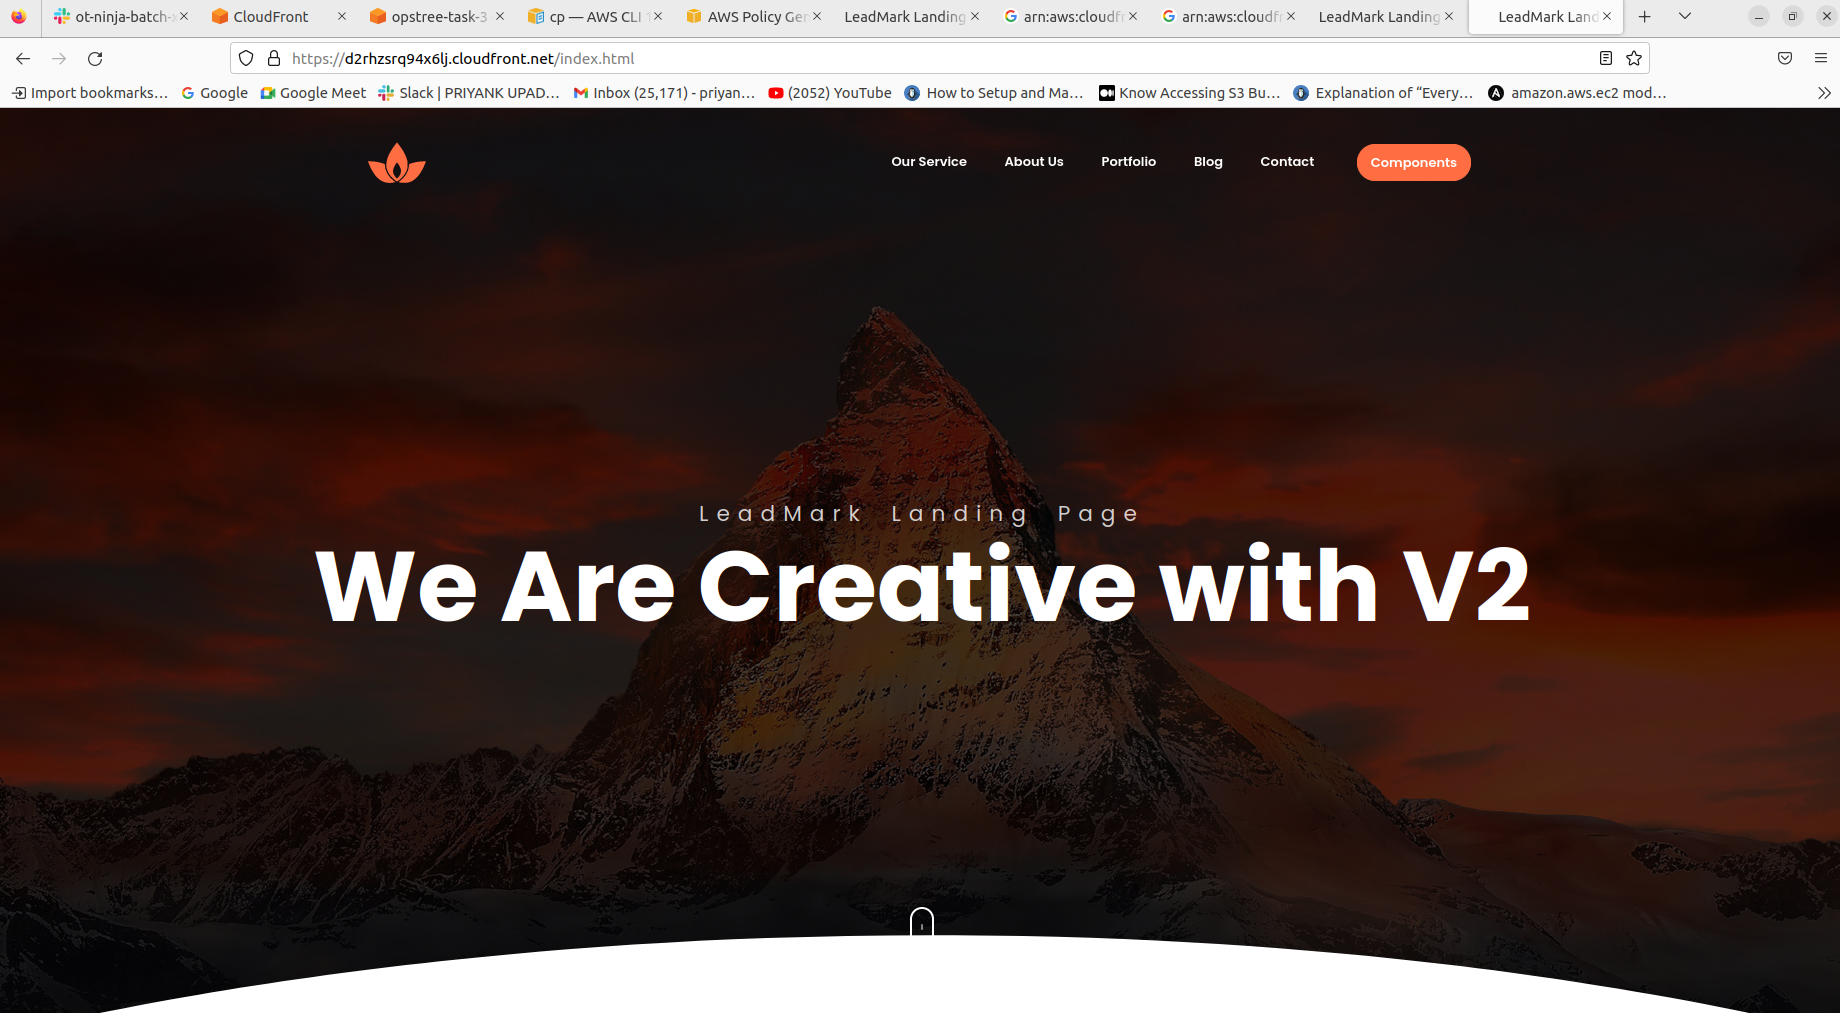 ot-ninja-batch- CloudFront opstree-task-3 cp — AWS CLI AWS Policy Gen LeadMark Landing arn:aws:cloudfr arn:aws:cloudfr LeadMark Landing LeadMark Land
https://d2rhzsrq94x6lj.cloudfront.net/index.html
Import bookmarks... Google Google Meet Slack | PRIYANK UPAD... Inbox (25,171) - priyan... (2052) YouTube How to Setup and Ma... Know Accessing S3 Bu... Explanation of “Every... amazon.aws.ec2 mod...
Our Service About Us Portfolio Blog Contact Components
LeadMark Landing Page
We Are Creative with V2